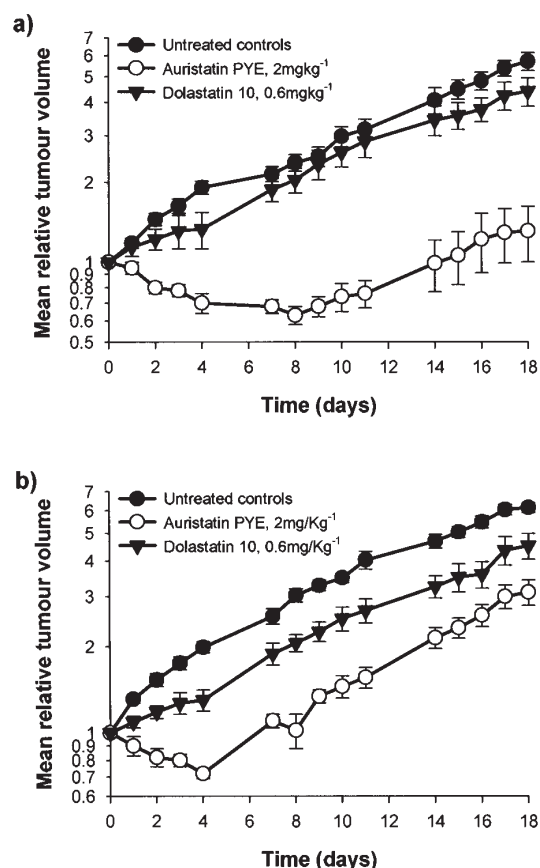 a)
Mean relative tumour volume
7
6
5
4
3
2
1
0.9
0.8
0.7
0.6
0.5
Untreated controls
Auristatin PYE, 2mgkg⁻¹
Dolastatin 10, 0.6mgkg⁻¹
0 2 4 6 8 10 12 14 16 18
Time (days)
b)
Mean relative tumour volume
7
6
5
4
3
2
1
0.9
0.8
0.7
0.6
Untreated controls
Auristatin PYE, 2mg/Kg⁻¹
Dolastatin 10, 0.6mg/Kg⁻¹
0 2 4 6 8 10 12 14 16 18
Time (days)